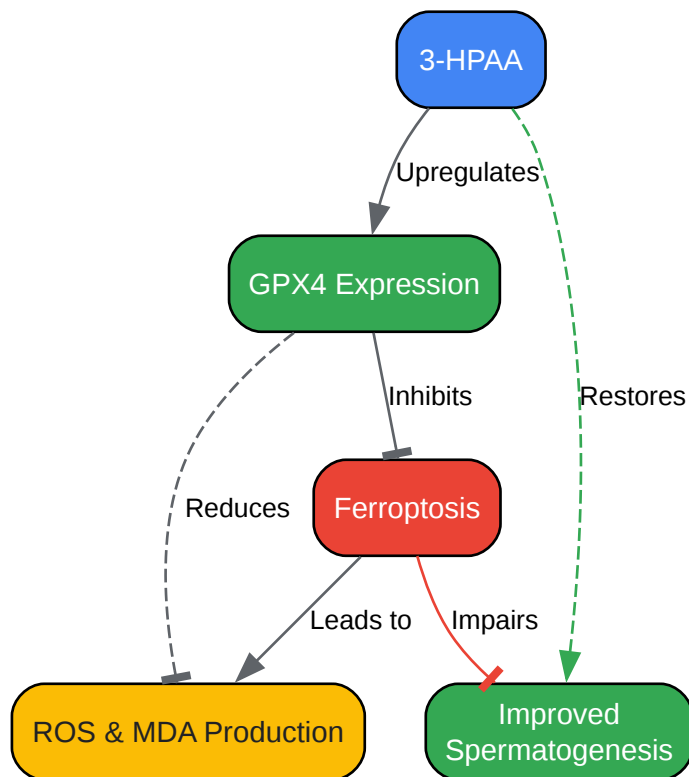 3-HPAA
Upregulates
GPX4 Expression
Inhibits
Restores
Reduces
Ferroptosis
Leads to
Impairs
ROS & MDA Production
Improved
Spermatogenesis